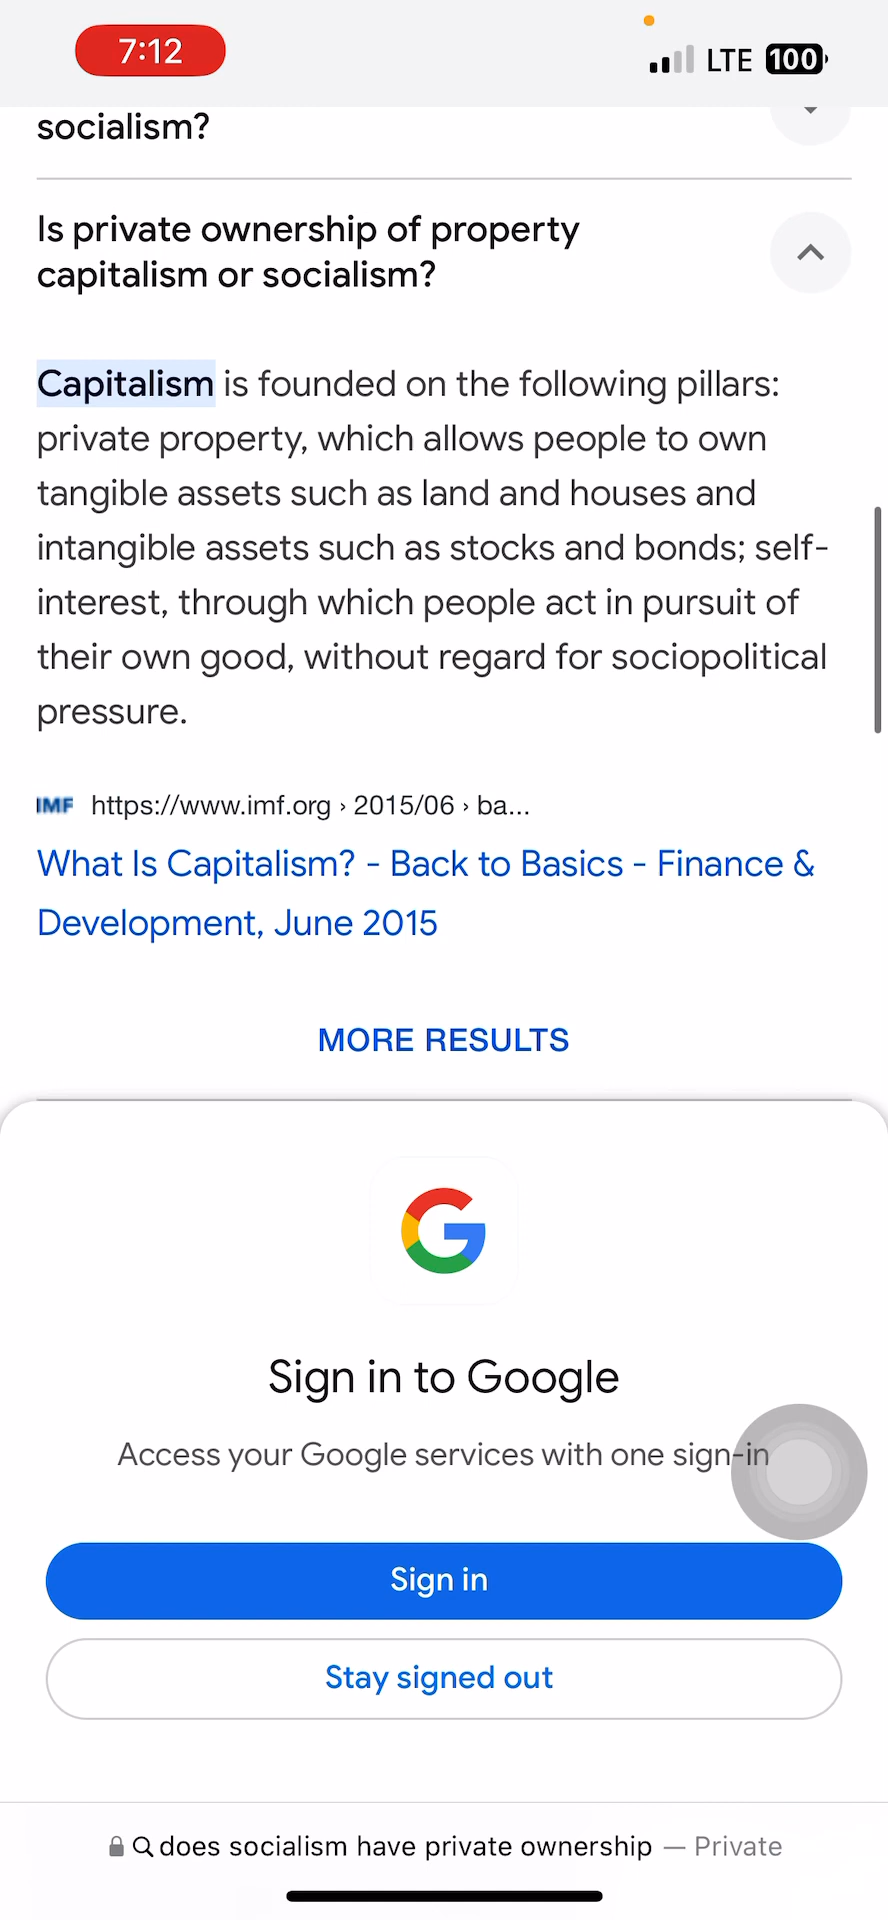 7:12
LTE 100
socialism?
Is private ownership of property
capitalism or socialism?
Capitalism is founded on the following pillars:
private property, which allows people to own
tangible assets such as land and houses and
intangible assets such as stocks and bonds; self-
interest, through which people act in pursuit of
their own good, without regard for sociopolitical
pressure.
IMF https://www.imf.org › 2015/06 › ba...
What Is Capitalism? - Back to Basics - Finance &
Development, June 2015
MORE RESULTS
Sign in to Google
Access your Google services with one sign-in
Sign in
Stay signed out
does socialism have private ownership — Private